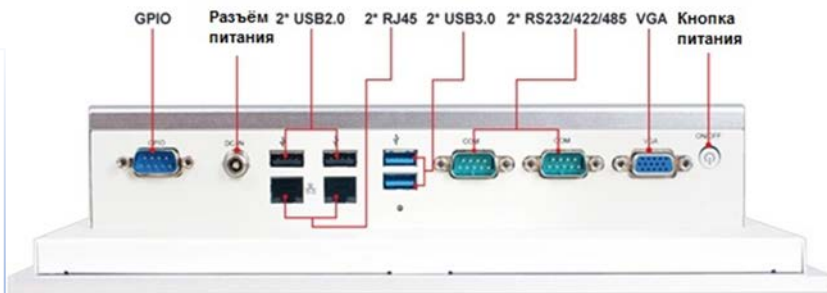 GPIO
Разъём
питания
2* USB2.0
2* RJ45
2* USB3.0
2* RS232/422/485
VGA
Кнопка
питания
GPIO
DC-IN
COM
COM
VGA
ON/OFF